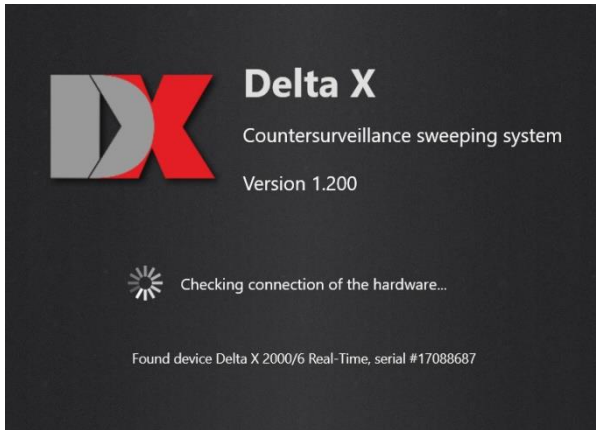 DX
Delta X
Countersurveillance sweeping system
Version 1.200
Checking connection of the hardware...
Found device Delta X 2000/6 Real-Time, serial #17088687